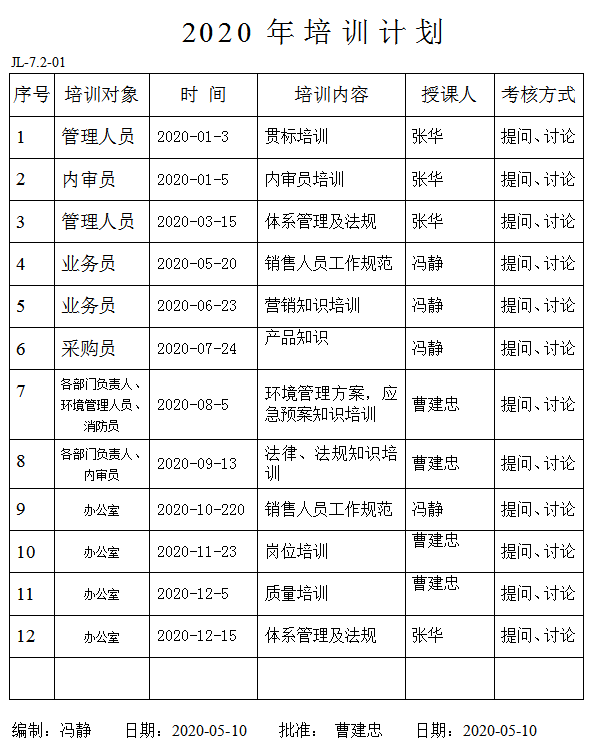 2020年培训计划
JL-7.2-01
序号 培训对象 时 间 培训内容 授课人 考核方式
1 管理人员 2020-01-3 贯标培训 张华 提问、讨论
2 内审员 2020-01-5 内审员培训 张华 提问、讨论
3 管理人员 2020-03-15 体系管理及法规 张华 提问、讨论
4 业务员 2020-05-20 销售人员工作规范 冯静 提问、讨论
5 业务员 2020-06-23 营销知识培训 冯静 提问、讨论
6 采购员 2020-07-24 产品知识 冯静 提问、讨论
7 各部门负责人、
环境管理人员、
消防员 2020-08-5 环境管理方案，应
急预案知识培训 曹建忠 提问、讨论
8 各部门负责人、
内审员 2020-09-13 法律、法规知识培
训 曹建忠 提问、讨论
9 办公室 2020-10-220 销售人员工作规范 冯静 提问、讨论
10 办公室 2020-11-23 岗位培训 曹建忠 提问、讨论
11 办公室 2020-12-5 质量培训 曹建忠 提问、讨论
12 办公室 2020-12-15 体系管理及法规 张华 提问、讨论
编制：冯静 日期：2020-05-10 批准： 曹建忠 日期：2020-05-10